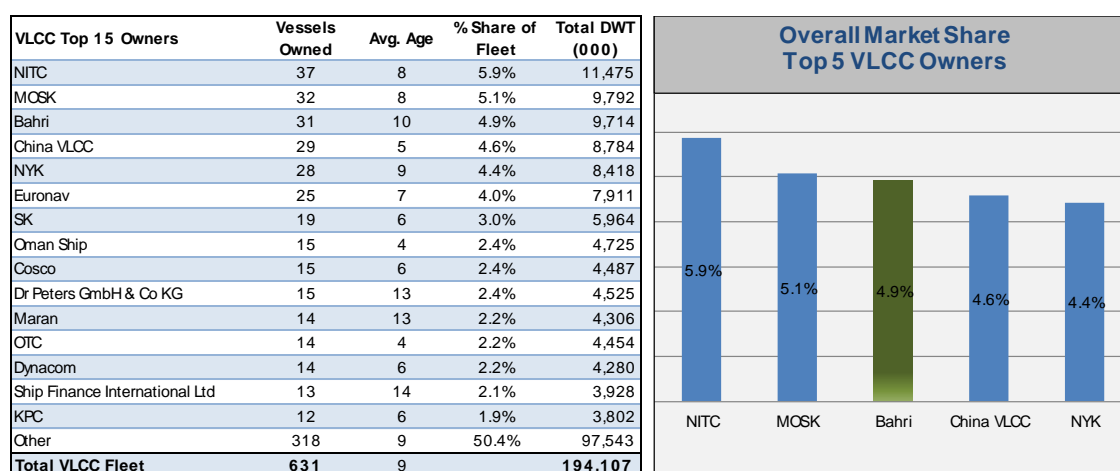 VLCC Top 15 Owners Vessels Owned Avg. Age % Share of Fleet Total DWT (000)
NITC 37 8 5.9% 11,475
MOSK 32 8 5.1% 9,792
Bahri 31 10 4.9% 9,714
China VLCC 29 5 4.6% 8,784
NYK 28 9 4.4% 8,418
Euronav 25 7 4.0% 7,911
SK 19 6 3.0% 5,964
Oman Ship 15 4 2.4% 4,725
Cosco 15 6 2.4% 4,487
Dr Peters GmbH & Co KG 15 13 2.4% 4,525
Maran 14 13 2.2% 4,306
OTC 14 4 2.2% 4,454
Dynacom 14 6 2.2% 4,280
Ship Finance International Ltd 13 14 2.1% 3,928
KPC 12 6 1.9% 3,802
Other 318 9 50.4% 97,543
Total VLCC Fleet 631 9 194,107
Overall Market Share
Top 5 VLCC Owners
5.9% 5.1% 4.9% 4.6% 4.4%
NITC MOSK Bahri China VLCC NYK